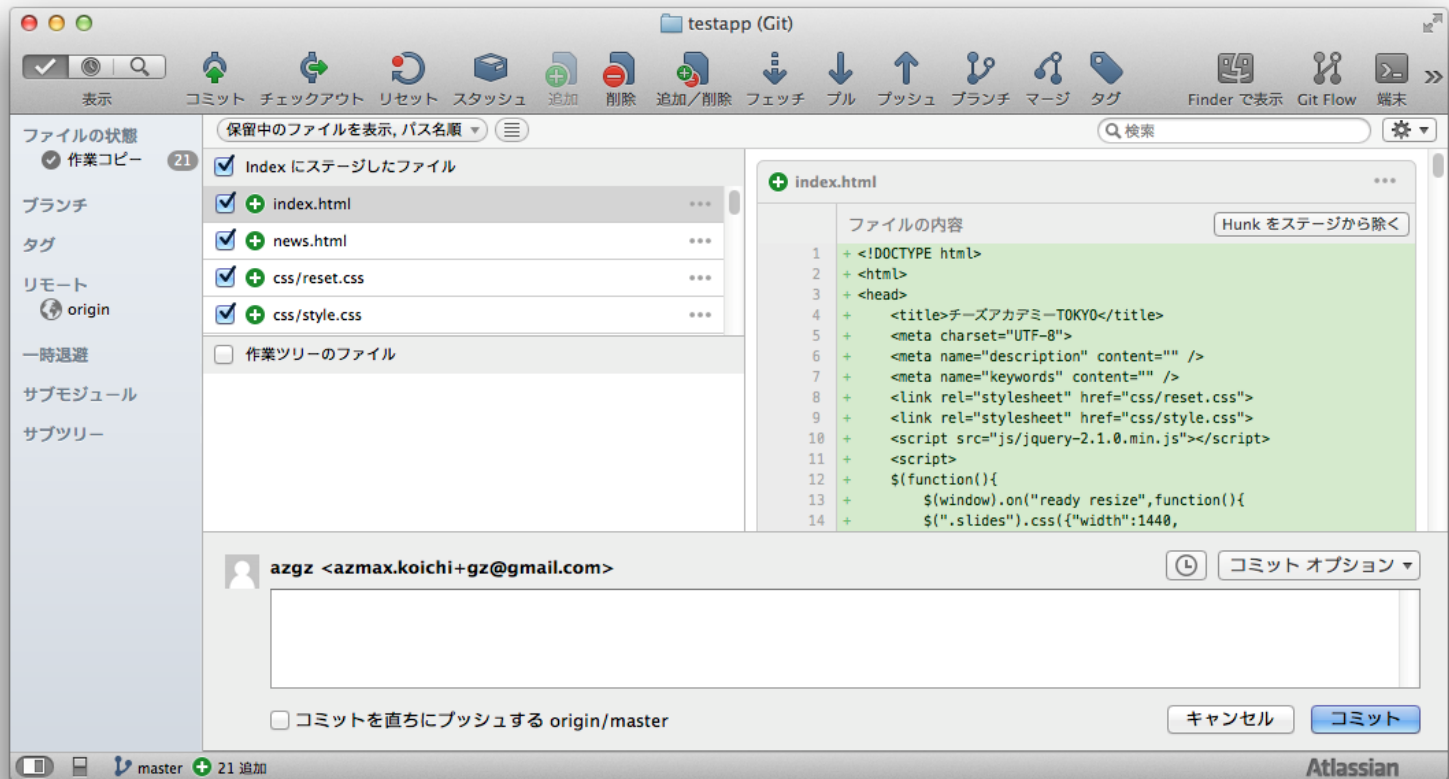 testapp (Git)
表示
コミット
チェックアウト
リセット
スタッシュ
追加
削除
追加／削除
フェッチ
プル
プッシュ
ブランチ
マージ
タグ
Finder で表示
Git Flow
端末
ファイルの状態
作業コピー 21
ブランチ
タグ
リモート
origin
一時退避
サブモジュール
サブツリー
保留中のファイルを表示, パス名順
検索
Index にステージしたファイル
index.html
news.html
css/reset.css
css/style.css
作業ツリーのファイル
index.html
ファイルの内容
Hunk をステージから除く
1 + <!DOCTYPE html>
2 + <html>
3 + <head>
4 + <title>チーズアカデミーTOKYO</title>
5 + <meta charset="UTF-8">
6 + <meta name="description" content="" />
7 + <meta name="keywords" content="" />
8 + <link rel="stylesheet" href="css/reset.css">
9 + <link rel="stylesheet" href="css/style.css">
10 + <script src="js/jquery-2.1.0.min.js"></script>
11 + <script>
12 + $(function(){
13 + $(window).on("ready resize",function(){
14 + $(".slides").css({"width":1440,
azgz <azmax.koichi+gz@gmail.com>
コミット オプション
コミットを直ちにプッシュする origin/master
キャンセル
コミット
master 21 追加
Atlassian